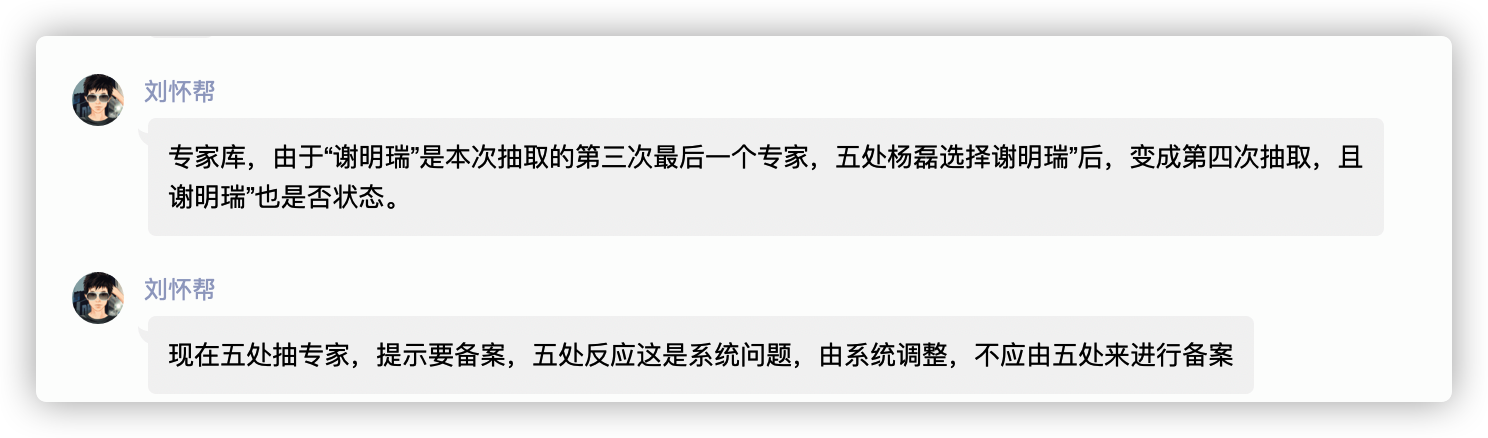 刘怀帮
专家库，由于“谢明瑞”是本次抽取的第三次最后一个专家，五处杨磊选择谢明瑞”后，变成第四次抽取，且
谢明瑞”也是否状态。
刘怀帮
现在五处抽专家，提示要备案，五处反应这是系统问题，由系统调整，不应由五处来进行备案